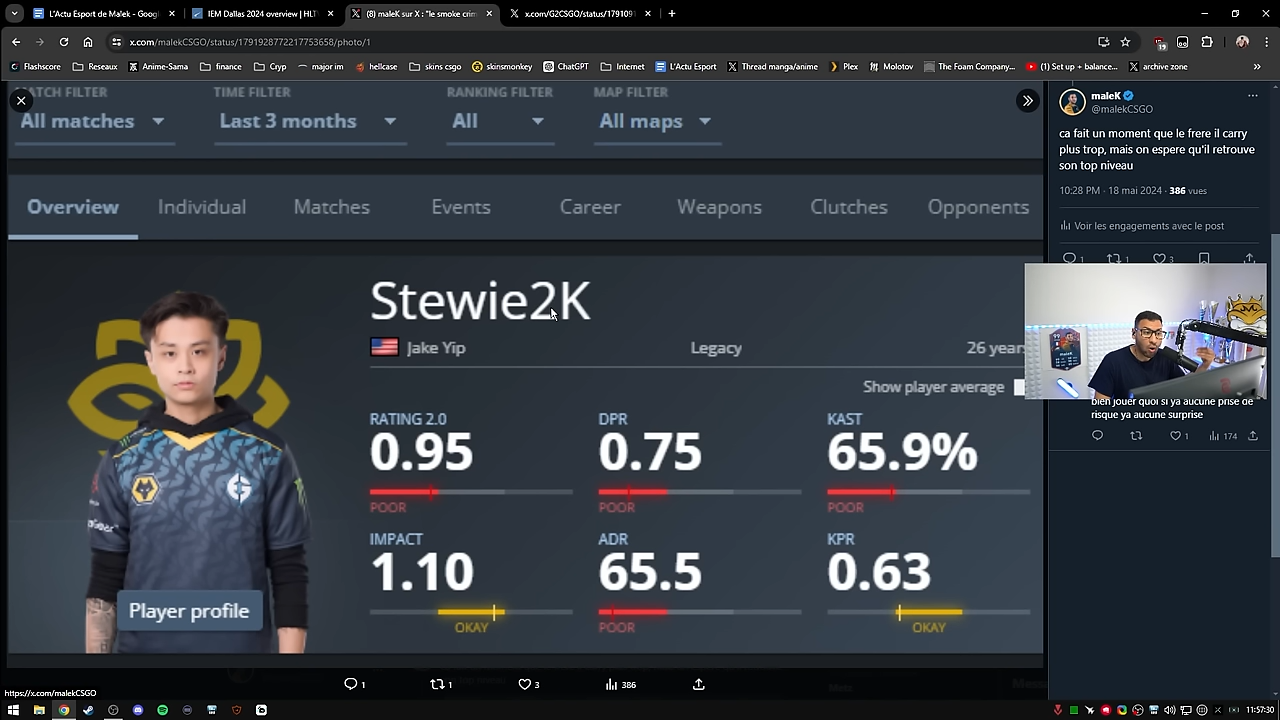 L'Actu Esport de Malek - Googl
IEM Dallas 2024 overview | HLT
(8) maleK sur X : "le smoke crim
x.com/G2CSGO/status/179109
x.com/malekCSGO/status/1791928772217753658/photo/1
19
Flashscore
Reseaux
Anime-Sama
finance
Cryp
major im
hellcase
skins csgo
skinsmonkey
ChatGPT
Internet
L'Actu Esport
Thread manga/anime
Plex
Molotov
The Foam Company...
(1) Set up + balance...
archive zone
MATCH FILTER
TIME FILTER
RANKING FILTER
MAP FILTER
All matches
Last 3 months
All
All maps
Overview
Individual
Matches
Events
Career
Weapons
Clutches
Opponents
Stewie2K
Jake Yip
Legacy
26 years
Show player average
RATING 2.0
DPR
KAST
0.95
0.75
65.9%
POOR
POOR
POOR
IMPACT
ADR
KPR
1.10
65.5
0.63
OKAY
POOR
OKAY
Player profile
1
1
3
386
maleK
@malekCSGO
ca fait un moment que le frere il carry
plus trop, mais on espere qu'il retrouve
son top niveau
10:28 PM · 18 mai 2024 · 386 vues
Voir les engagements avec le post
1
1
3
bien jouer quoi si ya aucune prise de
risque ya aucune surprise
1
174
https://x.com/malekCSGO
11:57:30